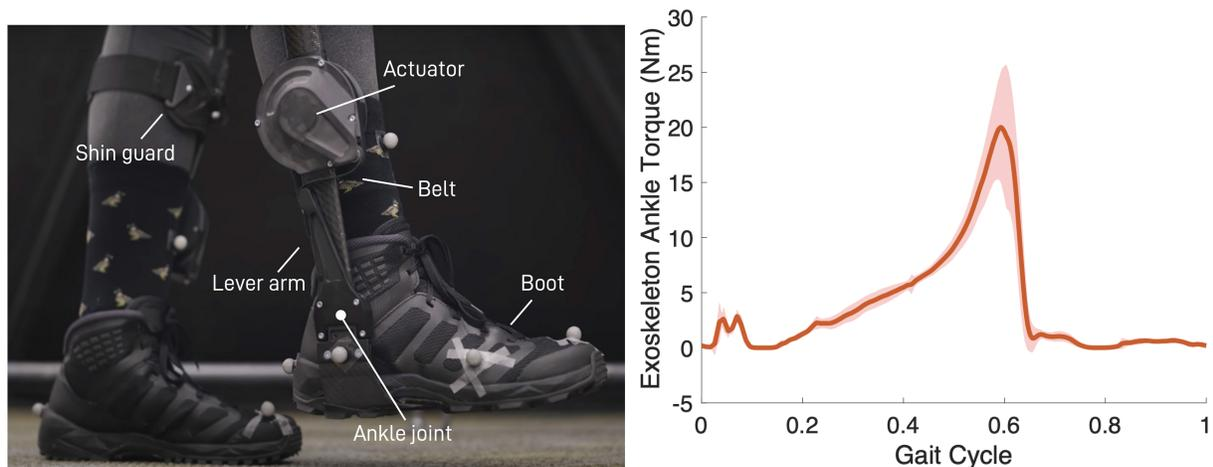 Actuator
Shin guard
Belt
Lever arm
Boot
Ankle joint
Exoskeleton Ankle Torque (Nm)
30
25
20
15
10
5
0
-5
0
0.2
0.4
0.6
0.8
1
Gait Cycle